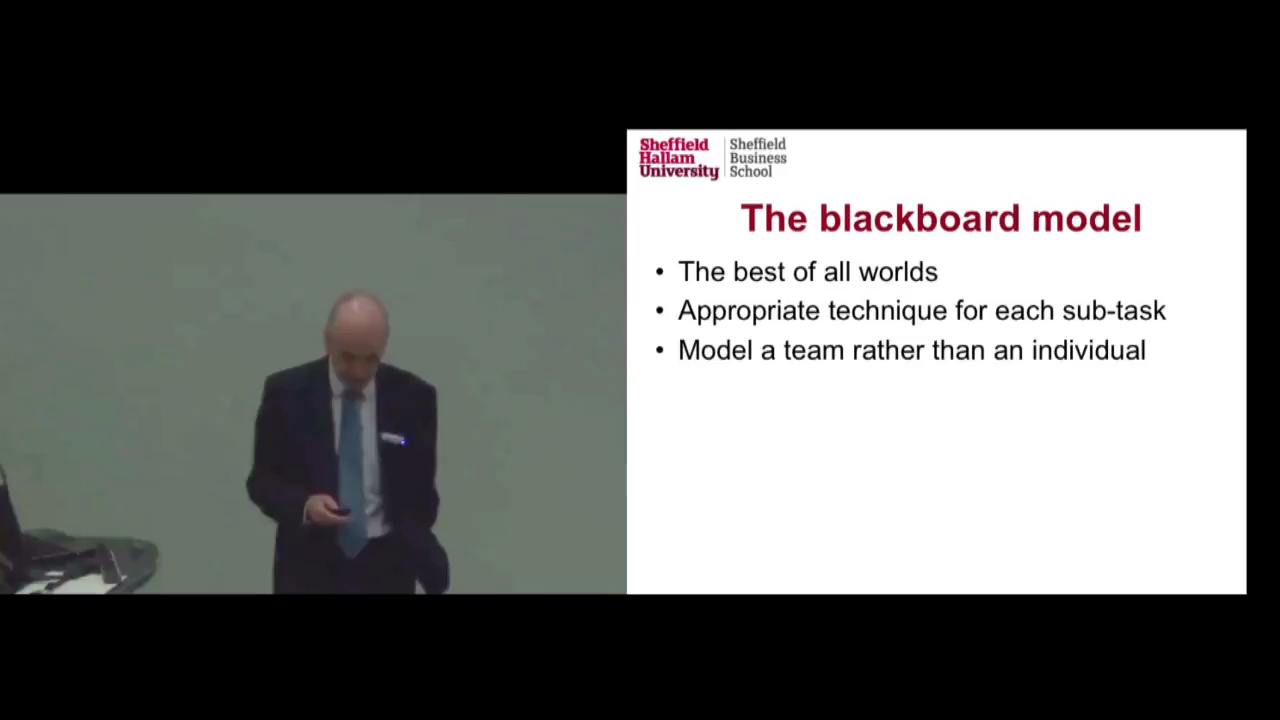 Sheffield
Hallam
University
Sheffield
Business
School
The blackboard model
• The best of all worlds
• Appropriate technique for each sub-task
• Model a team rather than an individual